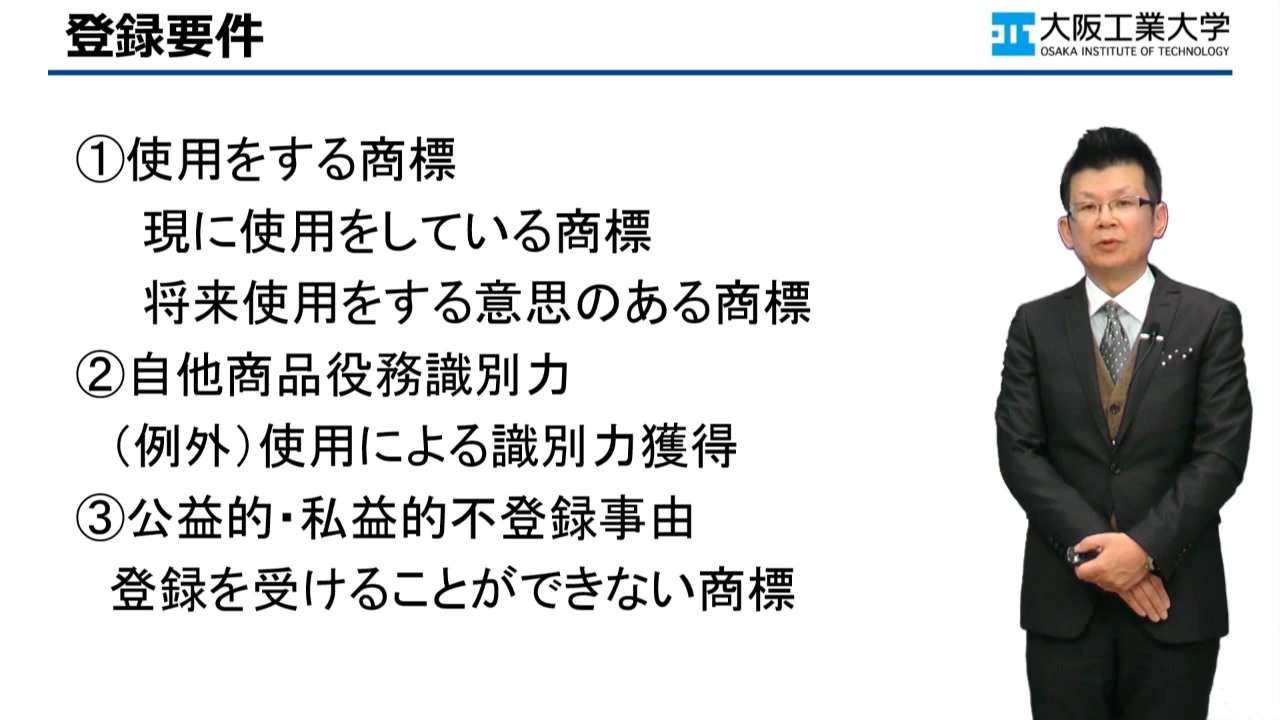 登録要件
大阪工業大学
OSAKA INSTITUTE OF TECHNOLOGY
①使用をする商標
現に使用をしている商標
将来使用をする意思のある商標
②自他商品役務識別力
（例外）使用による識別力獲得
③公益的・私益的不登録事由
登録を受けることができない商標